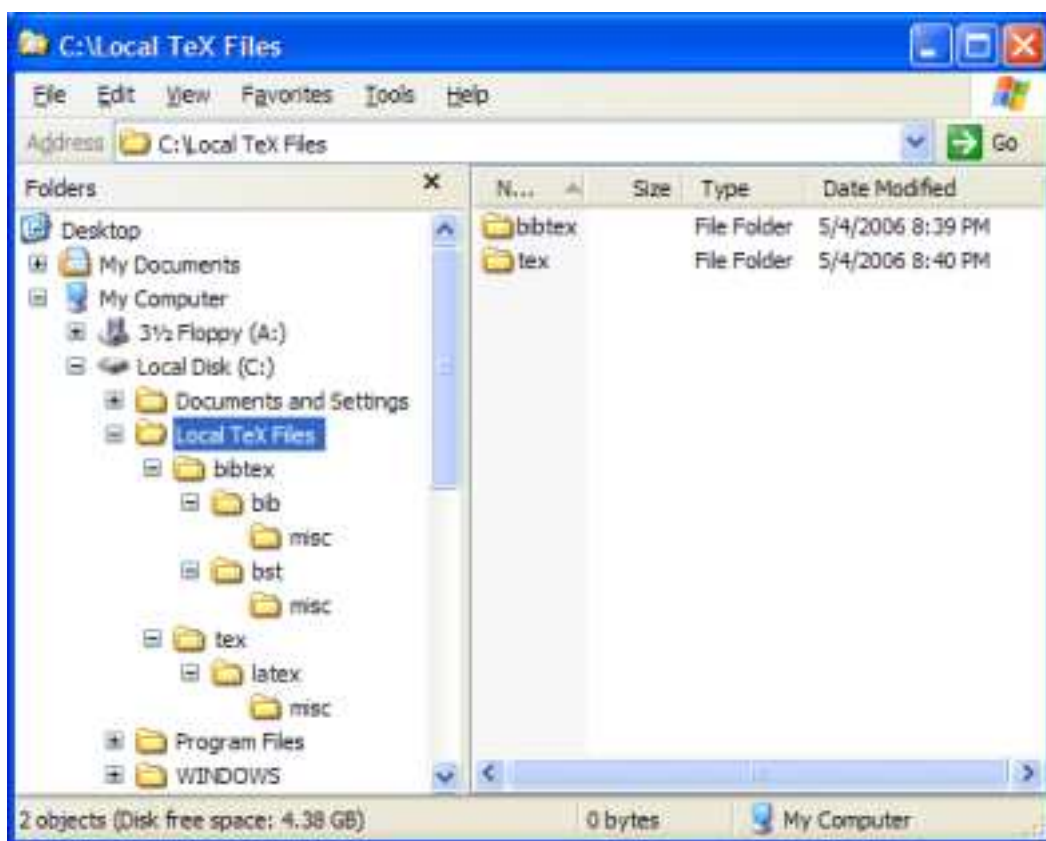 C:\Local TeX Files
File Edit View Favorites Tools Help
Address C:\Local TeX Files Go
Folders
Desktop
My Documents
My Computer
3½ Floppy (A:)
Local Disk (C:)
Documents and Settings
Local TeX Files
bibtex
bib
misc
bst
misc
tex
latex
misc
Program Files
WINDOWS
N... Size Type Date Modified
bibtex File Folder 5/4/2006 8:39 PM
tex File Folder 5/4/2006 8:40 PM
2 objects (Disk free space: 4.38 GB) 0 bytes My Computer